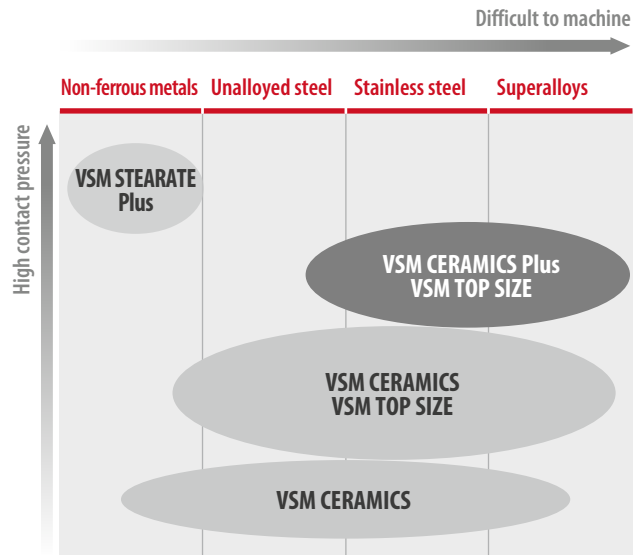 Difficult to machine
Non-ferrous metals
Unalloyed steel
Stainless steel
Superalloys
High contact pressure
VSM STEARATE
Plus
VSM CERAMICS Plus
VSM TOP SIZE
VSM CERAMICS
VSM TOP SIZE
VSM CERAMICS